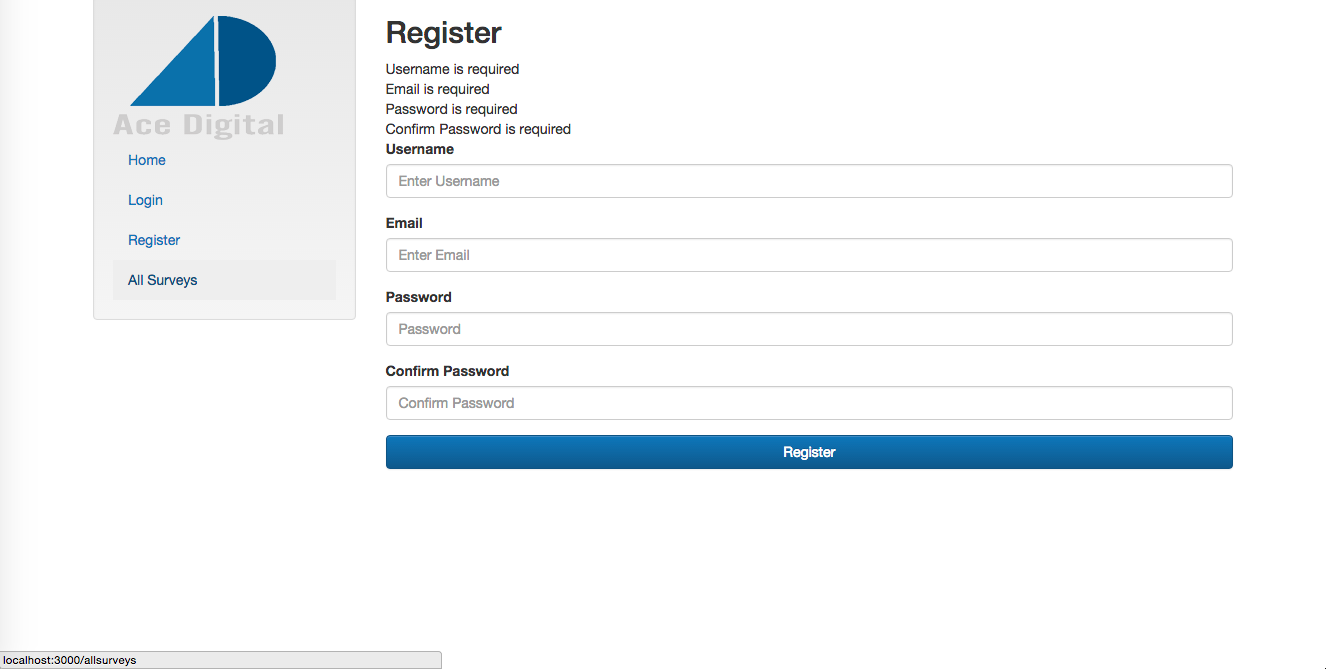 Ace Digital
Home
Login
Register
All Surveys
Register
Username is required
Email is required
Password is required
Confirm Password is required
Username
Enter Username
Email
Enter Email
Password
Password
Confirm Password
Confirm Password
Register
localhost:3000/allsurveys